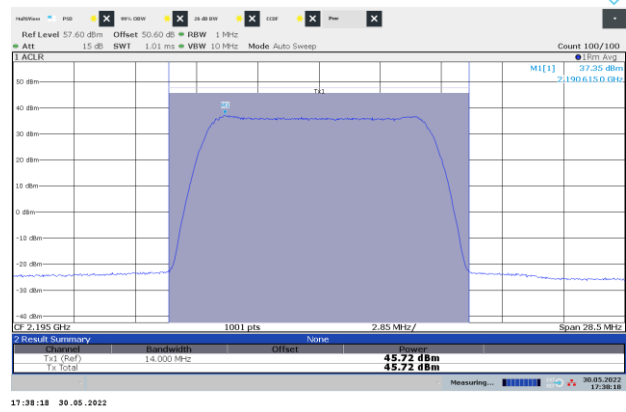 MultiView PSD 99% OBW 26 dB BW CCDF Pwr
Ref Level 57.60 dBm Offset 50.60 dB RBW 1 MHz
Att 15 dB SWT 1.01 ms VBW 10 MHz Mode Auto Sweep Count 100/100
1 ACLR 1Rm Avg
M1[1] 37.35 dBm
2.190 615 0 GHz
50 dBm
Tx1
M1
40 dBm
30 dBm
20 dBm
10 dBm
0 dBm
-10 dBm
-20 dBm
-30 dBm
-40 dBm
CF 2.195 GHz 1001 pts 2.85 MHz/ Span 28.5 MHz
2 Result Summary None
Channel Bandwidth Offset Power
Tx1 (Ref) 14.000 MHz 45.72 dBm
Tx Total 45.72 dBm
Measuring... 30.05.2022
17:38:18
17:38:18 30.05.2022